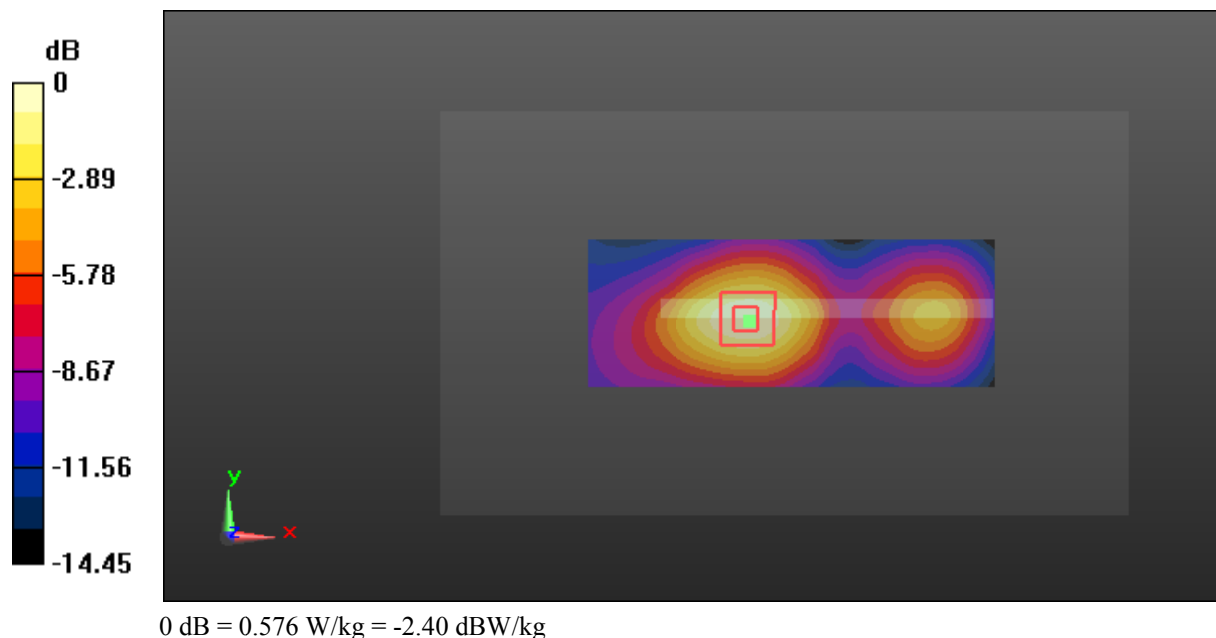 dB
0
-2.89
-5.78
-8.67
-11.56
-14.45
y
z
x
0 dB = 0.576 W/kg = -2.40 dBW/kg